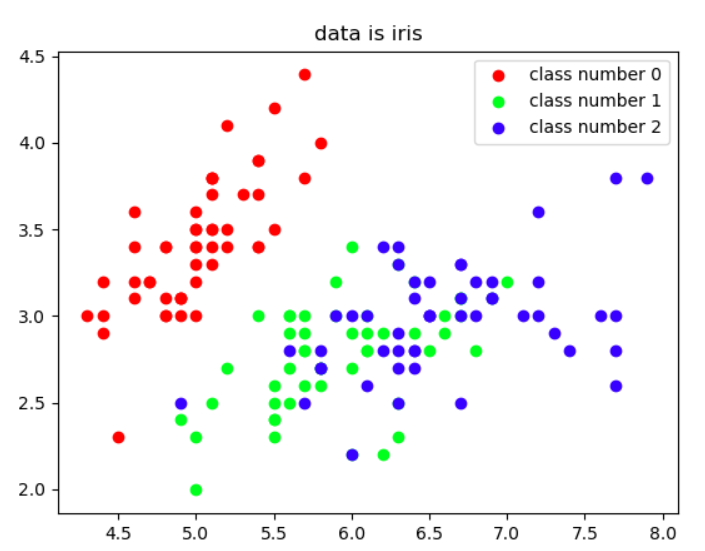 data is iris
4.5
4.0
3.5
3.0
2.5
2.0
class number 0
class number 1
class number 2
4.5 5.0 5.5 6.0 6.5 7.0 7.5 8.0